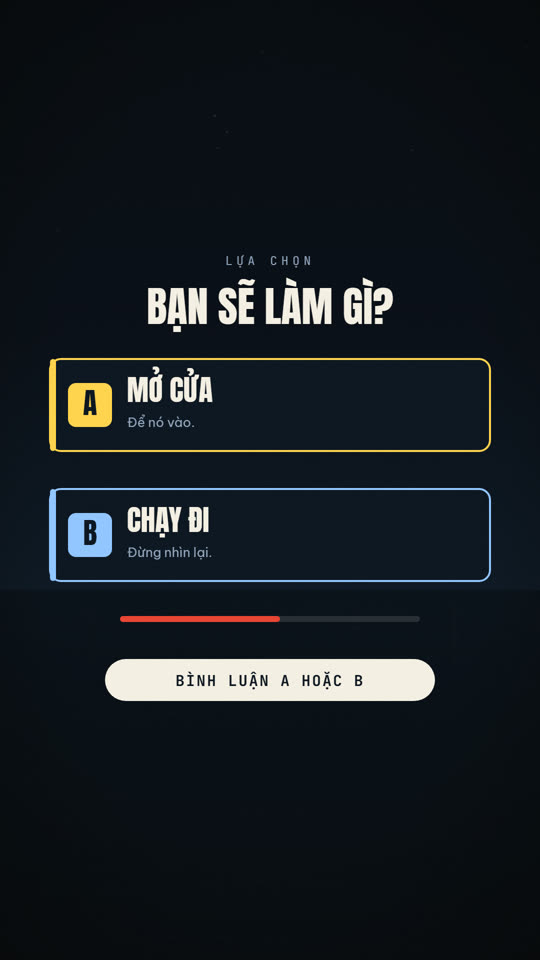 LỰA CHỌN
BẠN SẼ LÀM GÌ?
A
MỞ CỬA
Để nó vào.
B
CHẠY ĐI
Đừng nhìn lại.
BÌNH LUẬN A HOẶC B